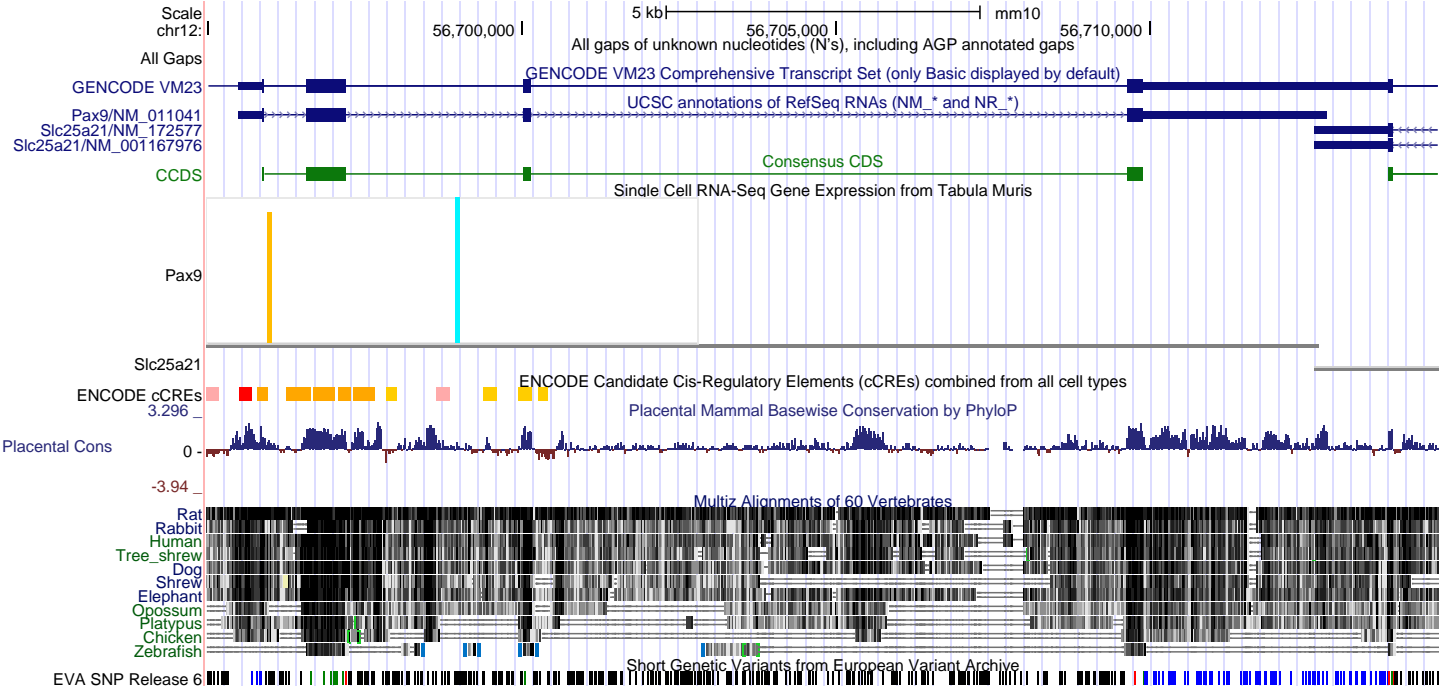 Scale 5 kb mm10
chr12: 56,700,000 56,705,000 56,710,000
All gaps of unknown nucleotides (N's), including AGP annotated gaps
All Gaps
GENCODE VM23 Comprehensive Transcript Set (only Basic displayed by default)
GENCODE VM23
UCSC annotations of RefSeq RNAs (NM_* and NR_*)
Pax9/NM_011041
Slc25a21/NM_172577
Slc25a21/NM_001167976
Consensus CDS
CCDS
Single Cell RNA-Seq Gene Expression from Tabula Muris
Pax9
Slc25a21
ENCODE Candidate Cis-Regulatory Elements (cCREs) combined from all cell types
ENCODE cCREs
3.296 _
Placental Mammal Basewise Conservation by PhyloP
Placental Cons
0 -
-3.94 _
Multiz Alignments of 60 Vertebrates
Rat
Rabbit
Human
Tree_shrew
Dog
Shrew
Elephant
Opossum
Platypus
Chicken
Zebrafish
Short Genetic Variants from European Variant Archive
EVA SNP Release 6